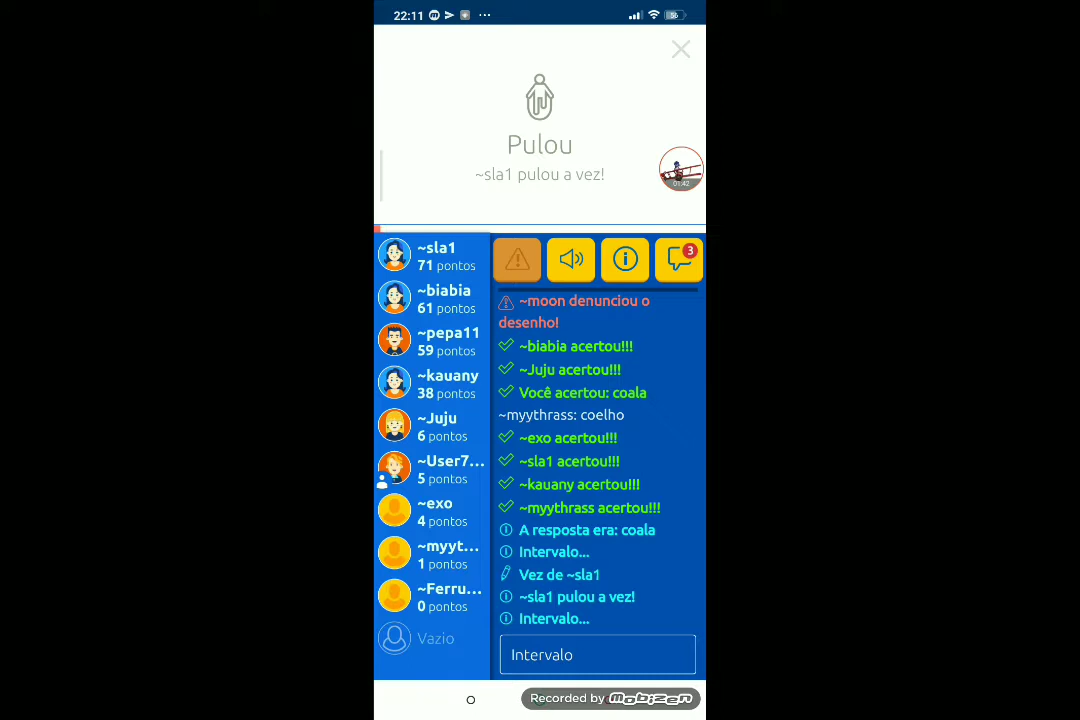 22:11
Pulou
~sla1 pulou a vez!
01:42
~sla1
71 pontos
~biabia
61 pontos
~pepa11
59 pontos
~kauany
38 pontos
~Juju
6 pontos
~User7...
5 pontos
~exo
4 pontos
~myyt...
1 pontos
~Ferru...
0 pontos
Vazio
3
~moon denunciou o
desenho!
~biabia acertou!!!
~Juju acertou!!!
Você acertou: coala
~myythrass: coelho
~exo acertou!!!
~sla1 acertou!!!
~kauany acertou!!!
~myythrass acertou!!!
A resposta era: coala
Intervalo...
Vez de ~sla1
~sla1 pulou a vez!
Intervalo...
Intervalo
Recorded by mobizen